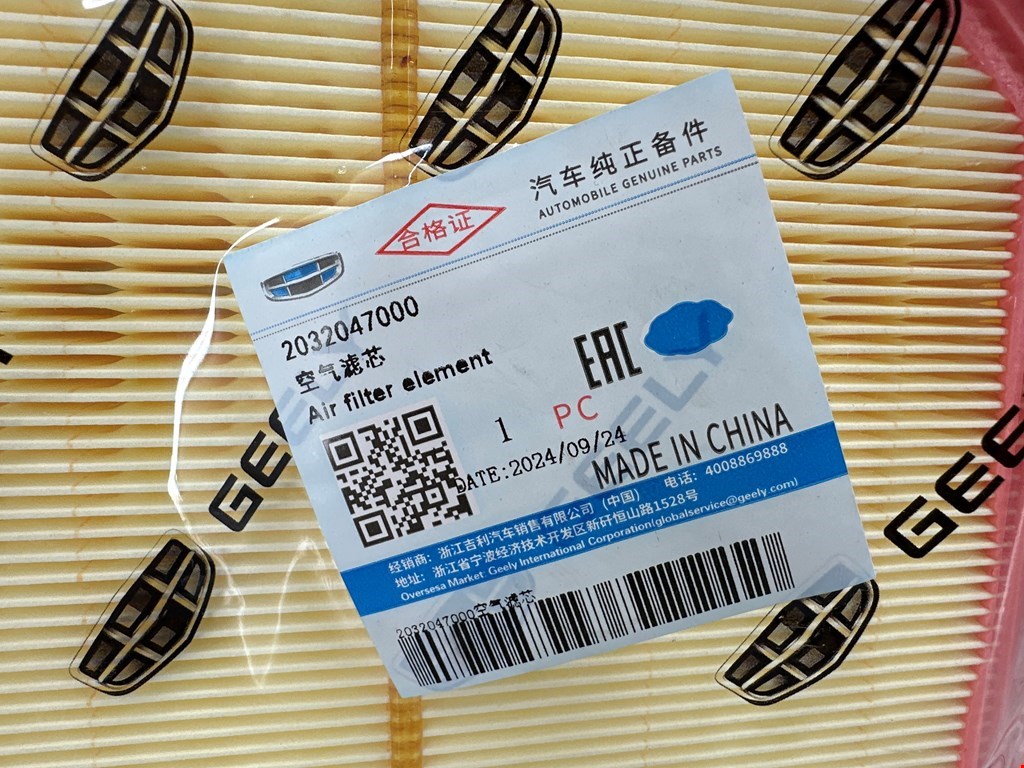 汽车纯正备件
AUTOMOBILE GENUINE PARTS
合格证
2032047000
空气滤芯
Air filter element
EAC
1 PC
DATE:2024/09/24
MADE IN CHINA
经销商：浙江吉利汽车销售有限公司（中国） 电话：4008869888
地址：浙江省宁波经济技术开发区新矸恒山路1528号
Oversesa Market: Geely International Corporation(globalservice@geely.com)
2032047000空气滤芯
GEELY
GEE
GEELY